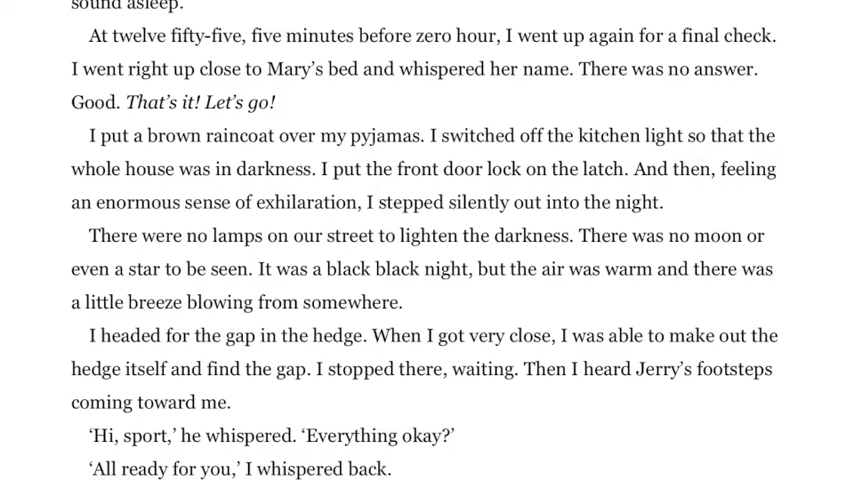 sound asleep.
At twelve fifty-five, five minutes before zero hour, I went up again for a final check.
I went right up close to Mary’s bed and whispered her name. There was no answer.
Good. That’s it! Let’s go!
I put a brown raincoat over my pyjamas. I switched off the kitchen light so that the
whole house was in darkness. I put the front door lock on the latch. And then, feeling
an enormous sense of exhilaration, I stepped silently out into the night.
There were no lamps on our street to lighten the darkness. There was no moon or
even a star to be seen. It was a black black night, but the air was warm and there was
a little breeze blowing from somewhere.
I headed for the gap in the hedge. When I got very close, I was able to make out the
hedge itself and find the gap. I stopped there, waiting. Then I heard Jerry’s footsteps
coming toward me.
‘Hi, sport,’ he whispered. ‘Everything okay?’
‘All ready for you,’ I whispered back.